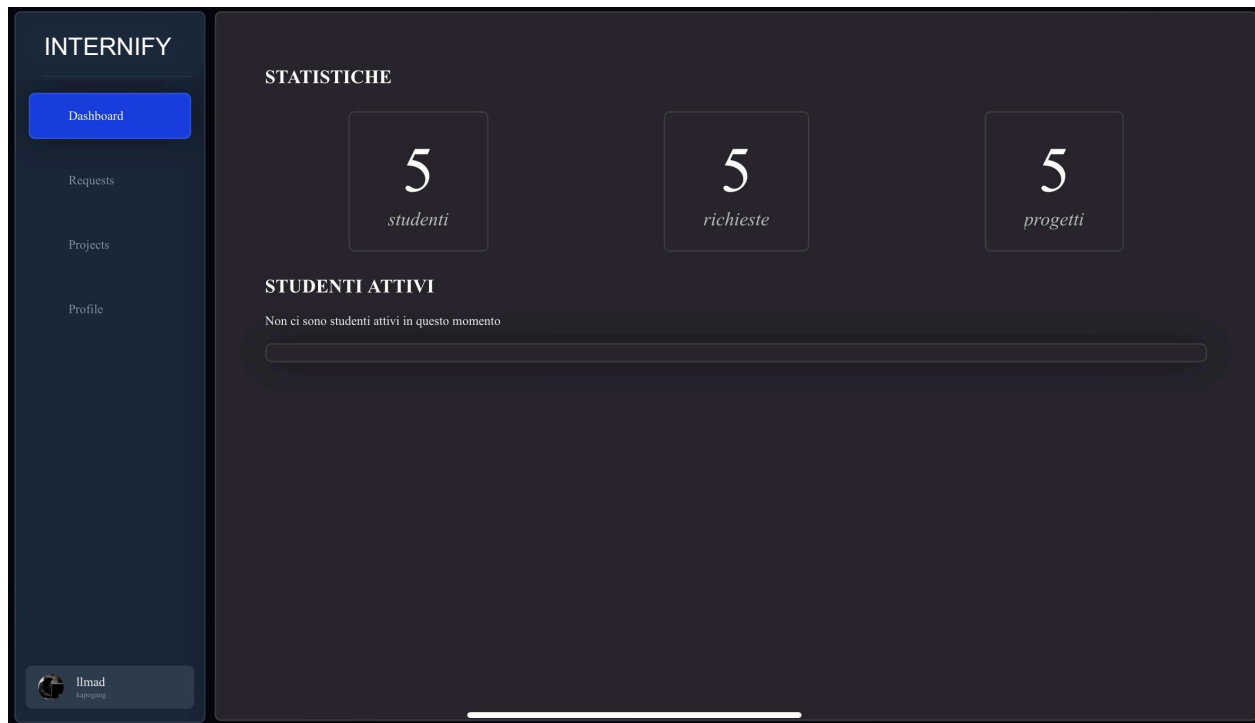 INTERNIFY
Dashboard
Requests
Projects
Profile
llmad
kapogang
STATISTICHE
5
studenti
5
richieste
5
progetti
STUDENTI ATTIVI
Non ci sono studenti attivi in questo momento